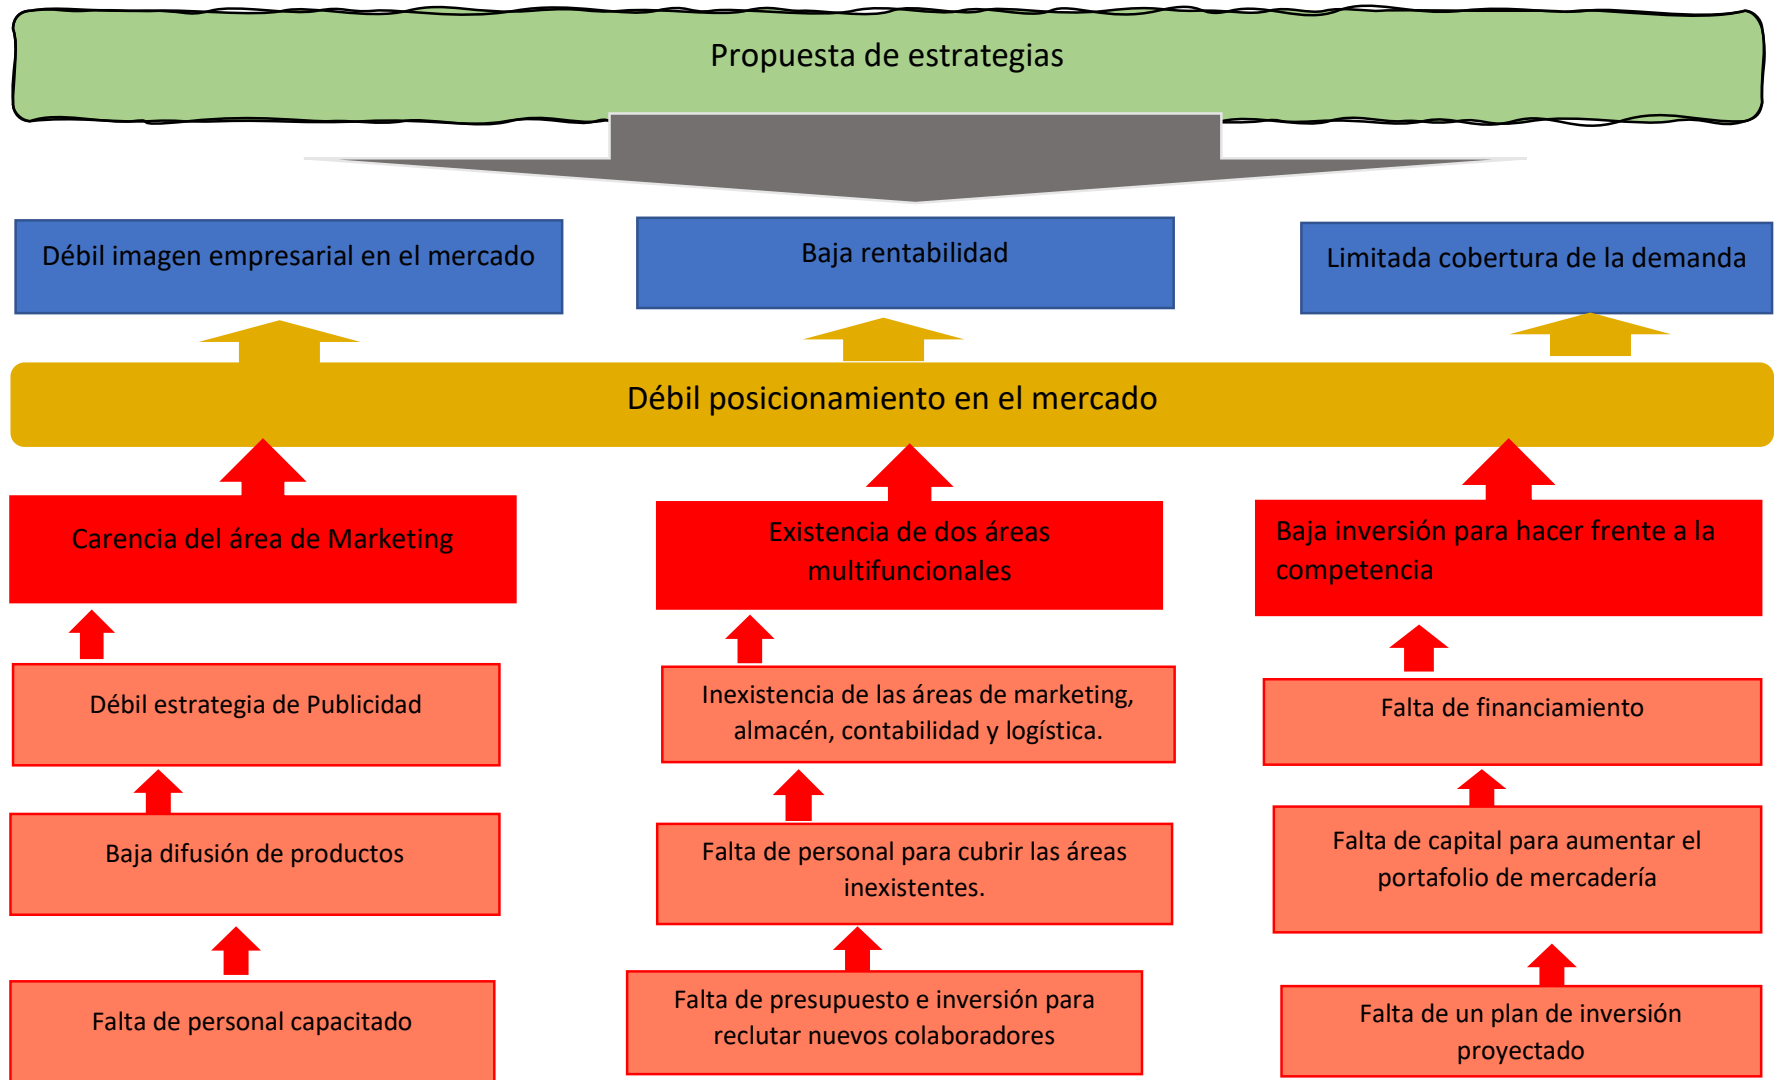 Propuesta de estrategias
Débil imagen empresarial en el mercado
Baja rentabilidad
Limitada cobertura de la demanda
Débil posicionamiento en el mercado
Carencia del área de Marketing
Existencia de dos áreas
multifuncionales
Baja inversión para hacer frente a la
competencia
Débil estrategia de Publicidad
Inexistencia de las áreas de marketing,
almacén, contabilidad y logística.
Falta de financiamiento
Baja difusión de productos
Falta de personal para cubrir las áreas
inexistentes.
Falta de capital para aumentar el
portafolio de mercadería
Falta de personal capacitado
Falta de presupuesto e inversión para
reclutar nuevos colaboradores
Falta de un plan de inversión
proyectado